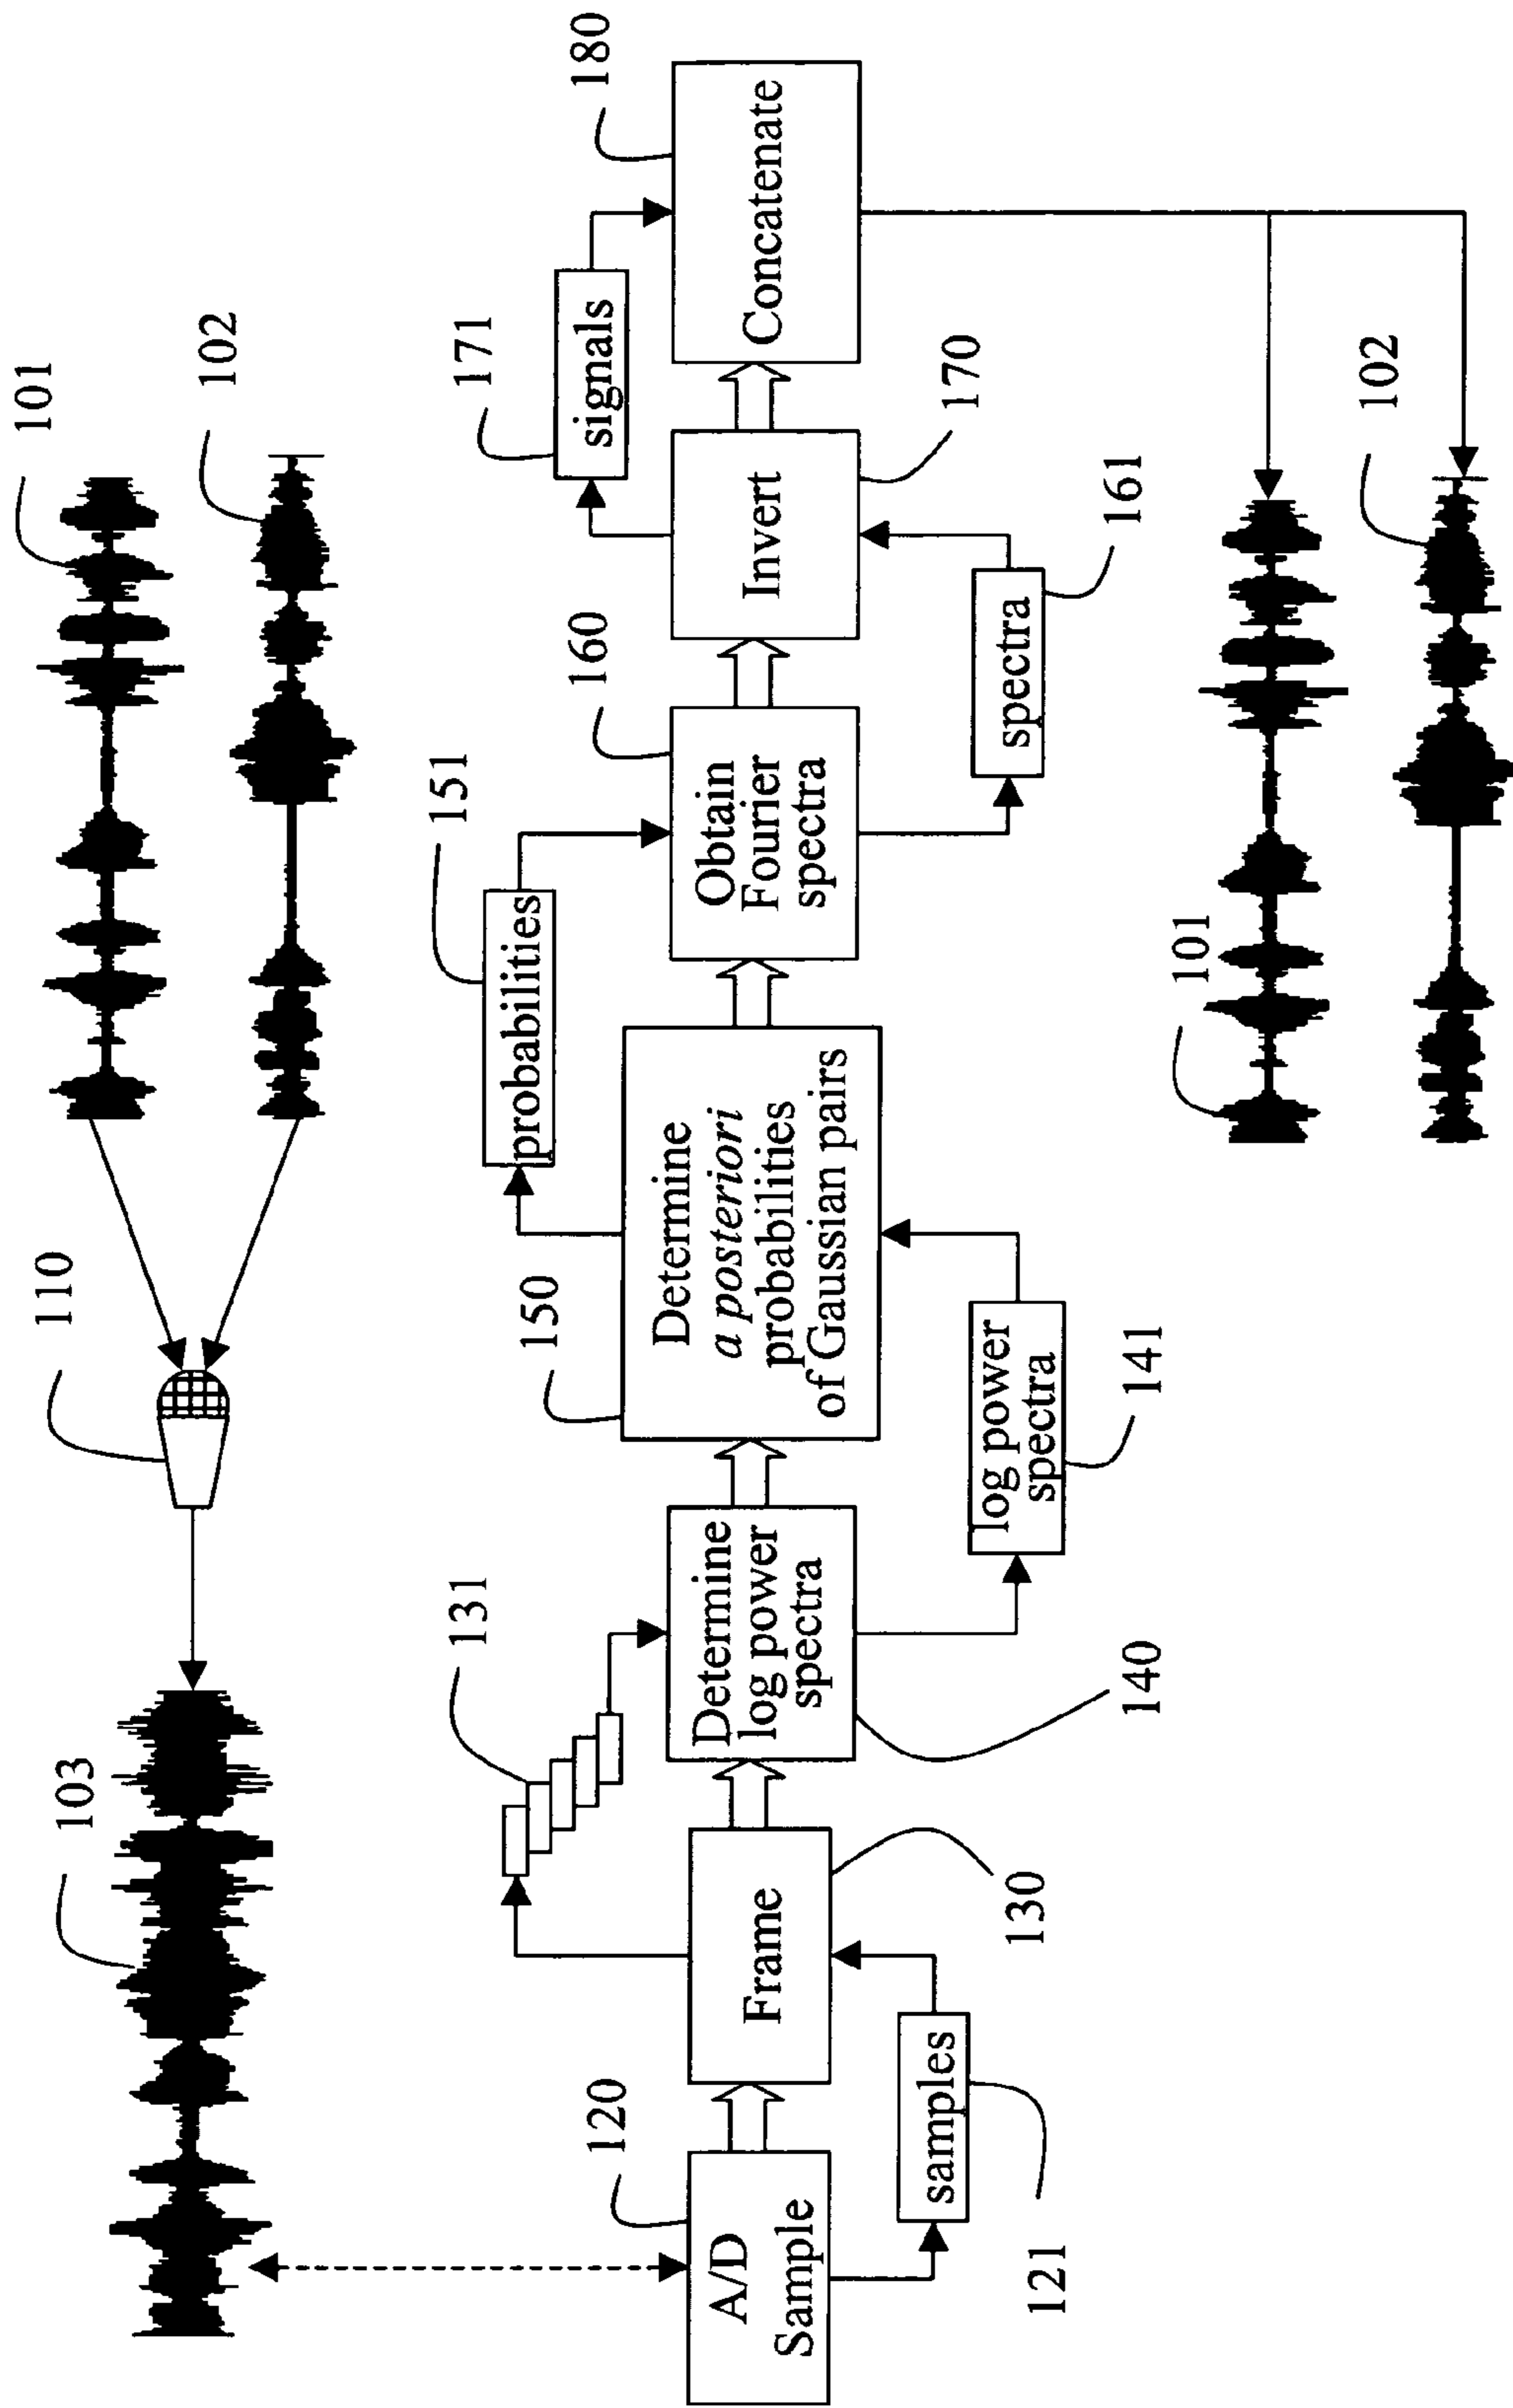 101
102
110
103
120
A/D
Sample
samples
121
Frame
130
131
Determine
log power
spectra
140
log power
spectra
141
150
Determine
a posteriori
probabilities
of Gaussian pairs
probabilities
151
160
Obtain
Fourier
spectra
spectra
161
Invert
170
signals
171
180
Concatenate
101
102